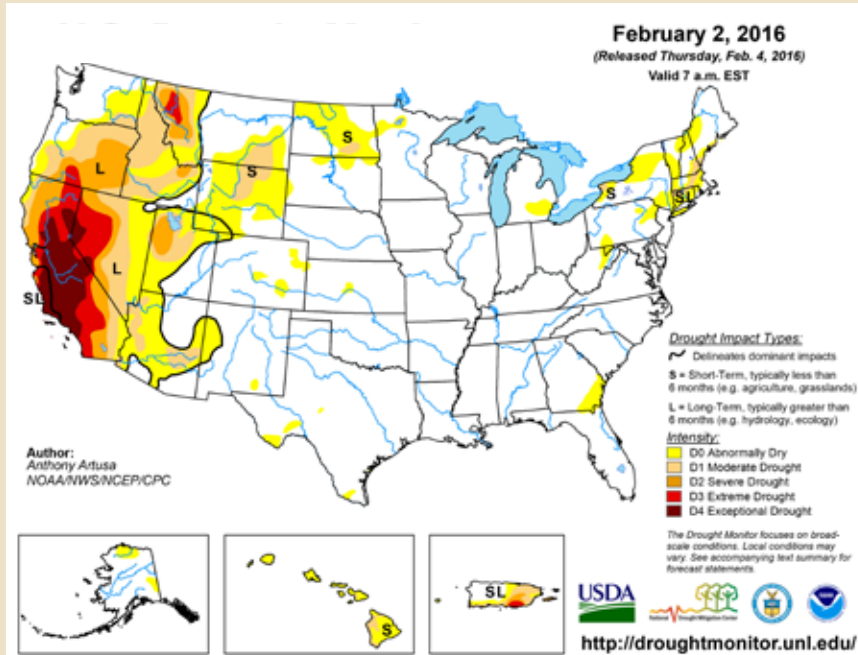 February 2, 2016
(Released Thursday, Feb. 4, 2016)
Valid 7 a.m. EST
L
S
S
S
SL
L
SL
Drought Impact Types:
Delineates dominant impacts
S = Short-Term, typically less than
6 months (e.g. agriculture, grasslands)
L = Long-Term, typically greater than
6 months (e.g. hydrology, ecology)
Intensity:
D0 Abnormally Dry
D1 Moderate Drought
D2 Severe Drought
D3 Extreme Drought
D4 Exceptional Drought
Author:
Anthony Artusa
NOAA/NWS/NCEP/CPC
The Drought Monitor focuses on broad-
scale conditions. Local conditions may
vary. See accompanying text summary for
forecast statements.
S
SL
USDA
National Drought Mitigation Center
http://droughtmonitor.unl.edu/